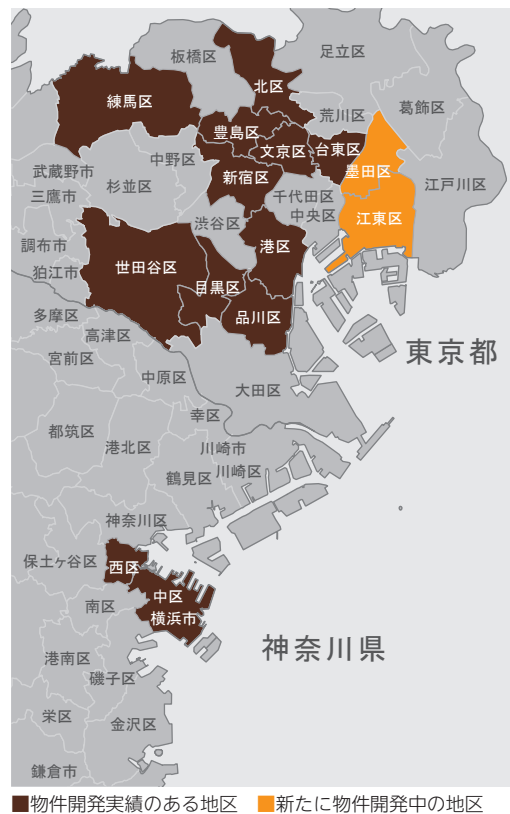 板橋区
足立区
北区
練馬区
葛飾区
荒川区
豊島区
文京区
台東区
中野区
墨田区
武蔵野市
新宿区
杉並区
江戸川区
三鷹市
千代田区
中央区
渋谷区
江東区
調布市
港区
世田谷区
狛江市
目黒区
多摩区
品川区
高津区
東京都
宮前区
中原区
大田区
幸区
都筑区
港北区
川崎市
川崎区
鶴見区
神奈川区
保土ヶ谷区
西区
中区
南区
横浜市
神奈川県
港南区
磯子区
栄区
金沢区
鎌倉市
■物件開発実績のある地区 ■新たに物件開発中の地区